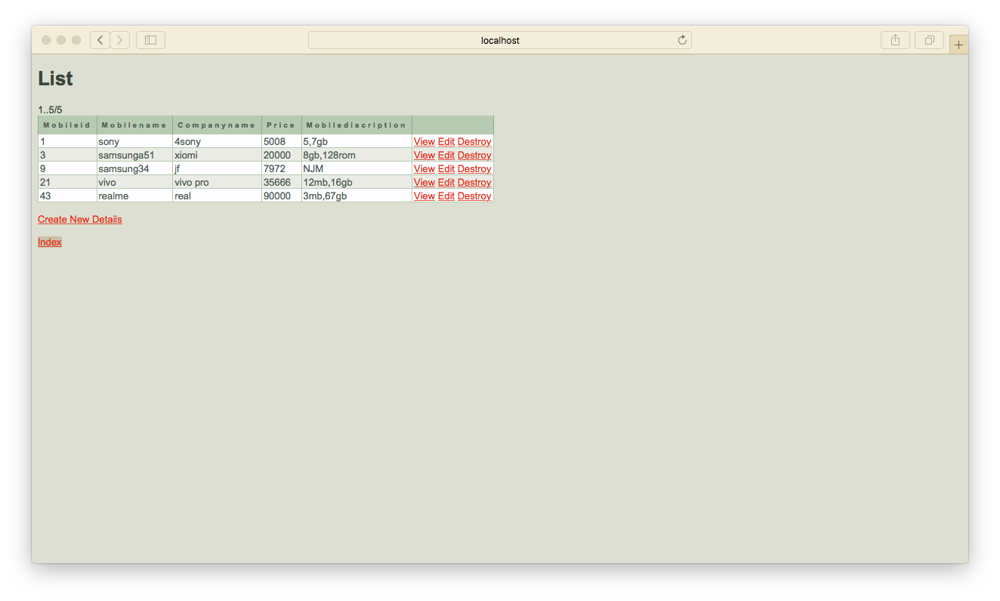 localhost
List
1..5/5
Mobileid Mobilename Companyname Price Mobilediscription
1 sony 4sony 5008 5,7gb View Edit Destroy
3 samsunga51 xiomi 20000 8gb,128rom View Edit Destroy
9 samsung34 jf 7972 NJM View Edit Destroy
21 vivo vivo pro 35666 12mb,16gb View Edit Destroy
43 realme real 90000 3mb,67gb View Edit Destroy
Create New Details
Index